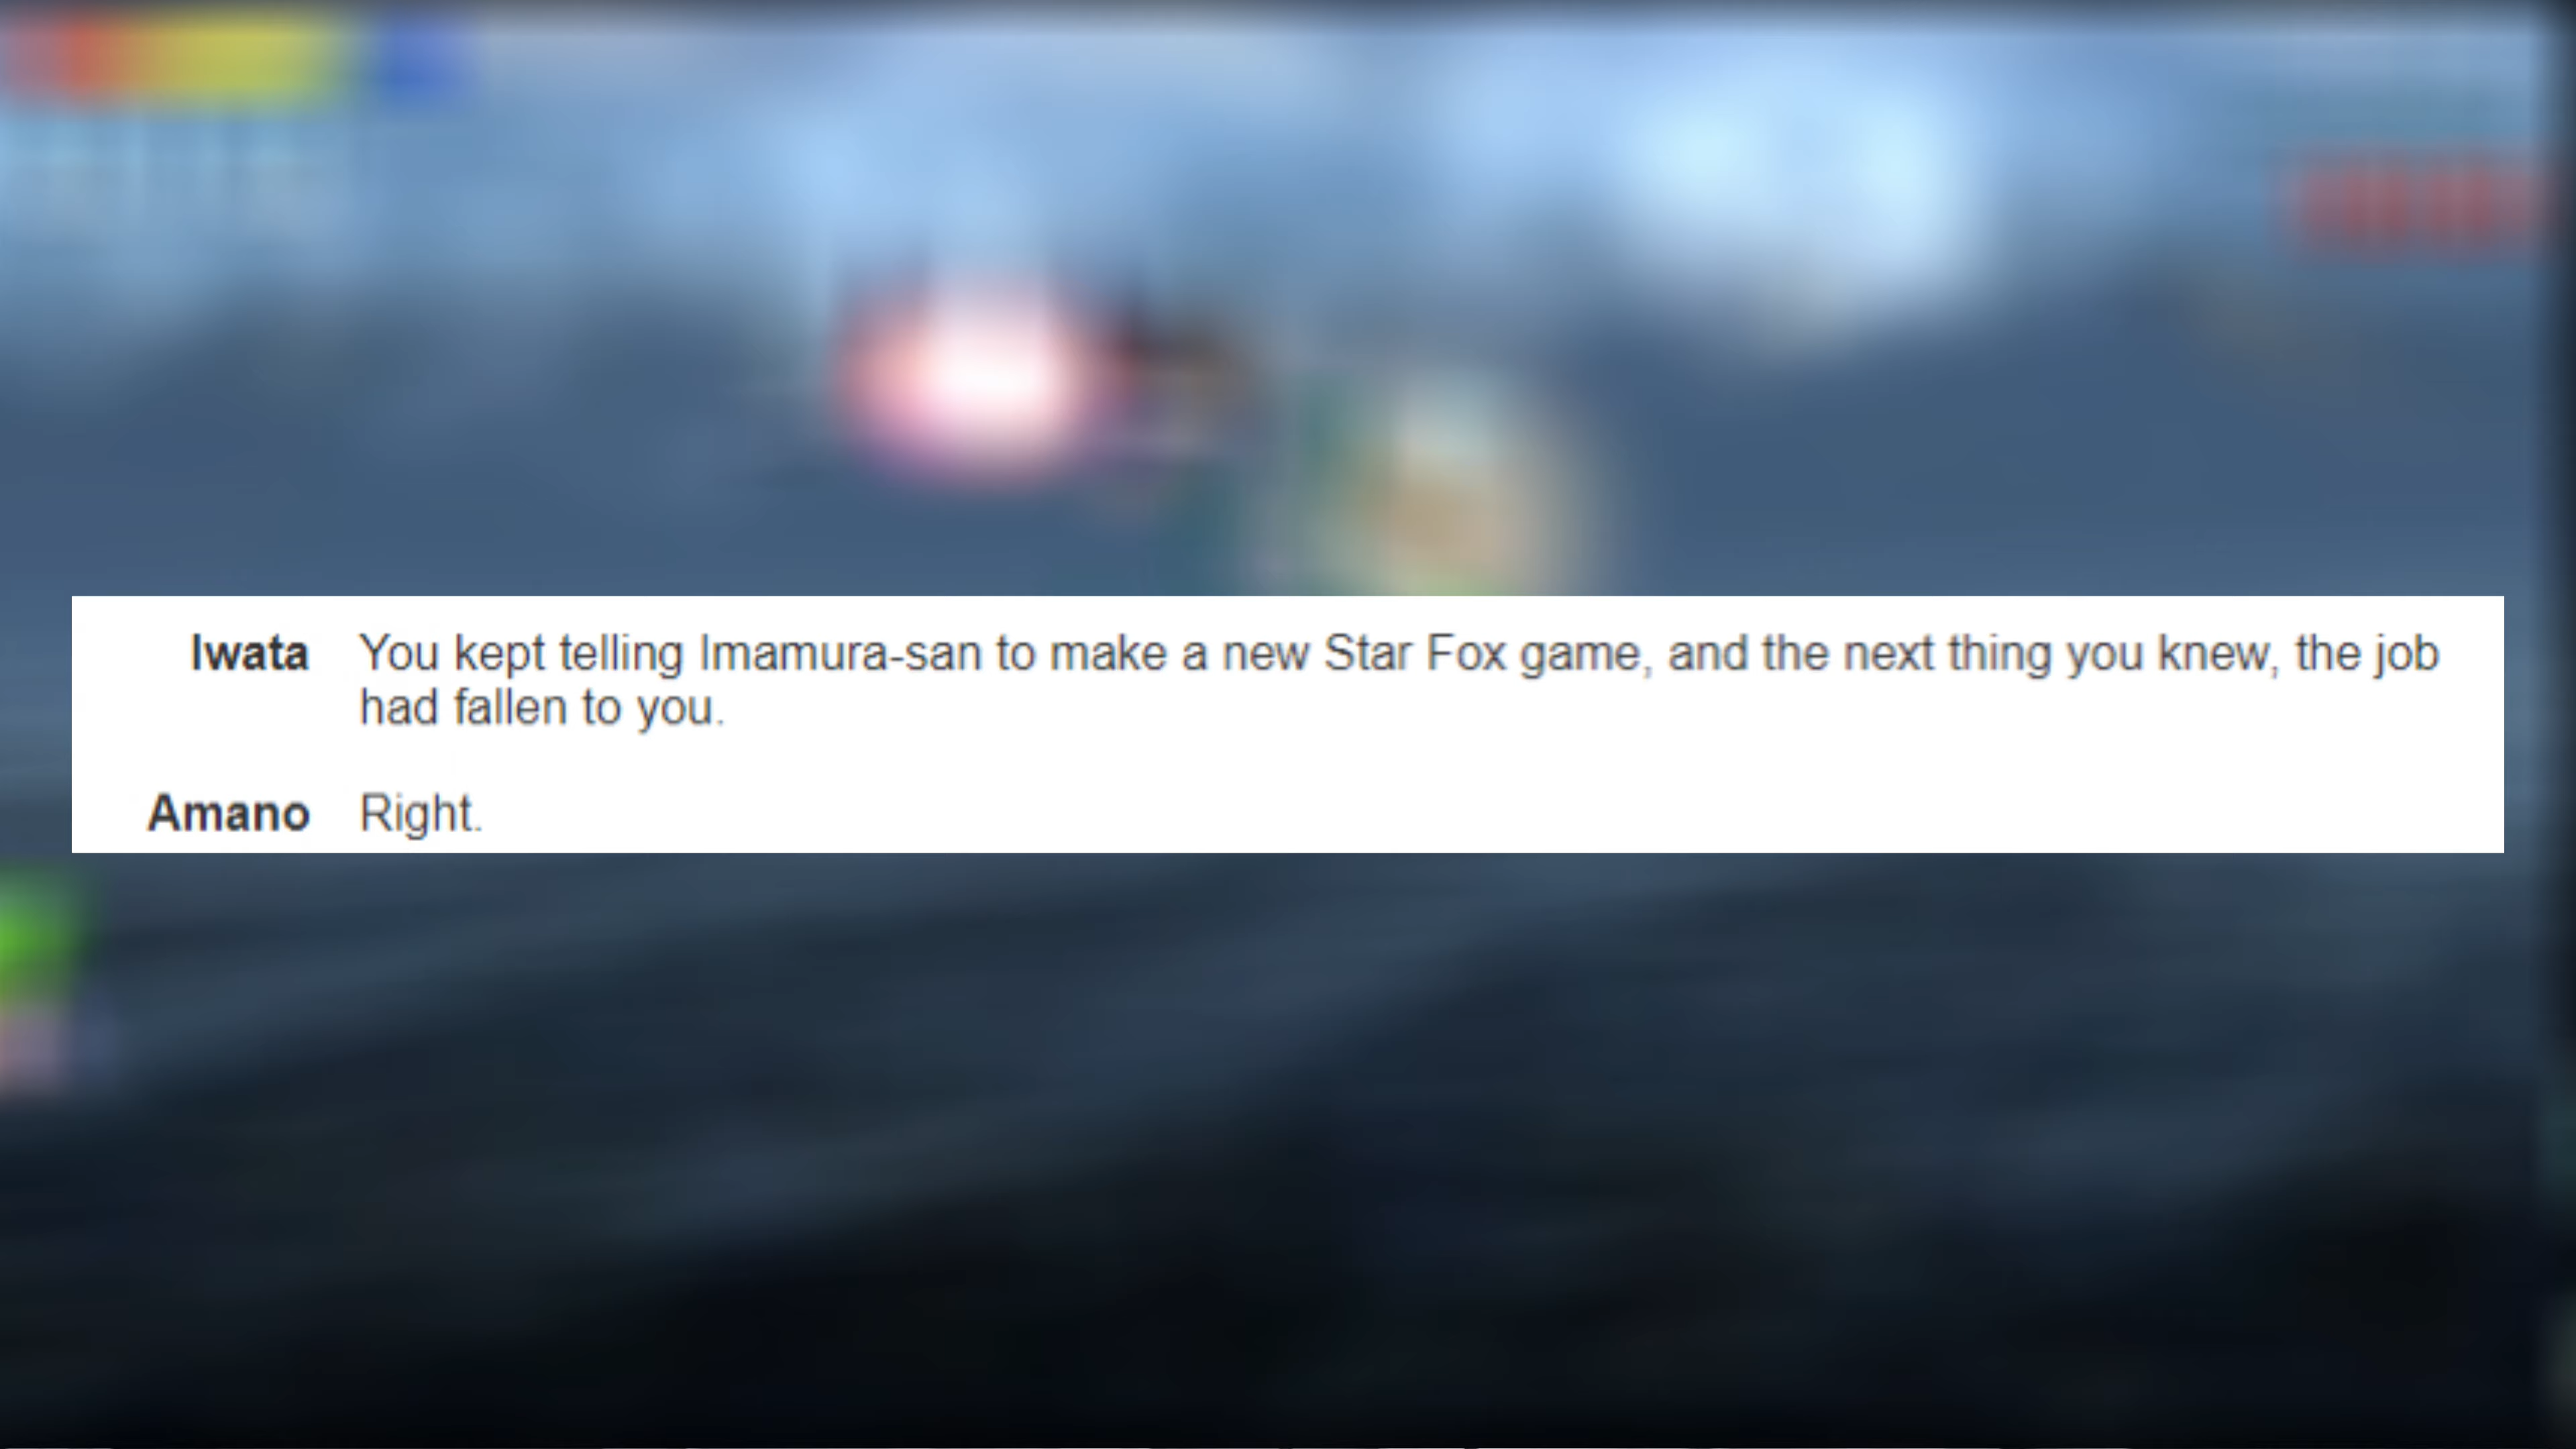 Iwata You kept telling Imamura-san to make a new Star Fox game, and the next thing you knew, the job
had fallen to you.
Amano Right.